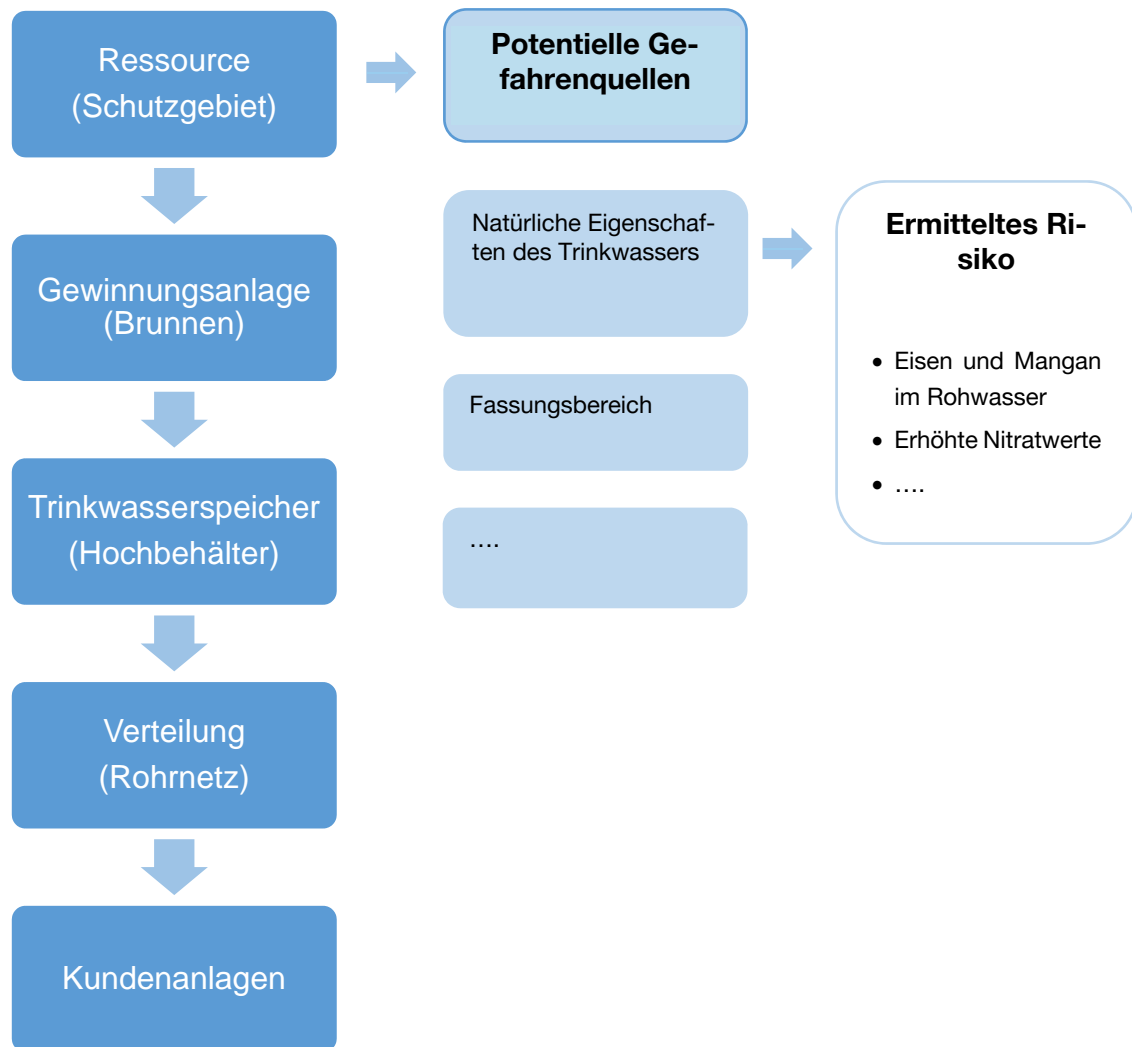 Ressource
(Schutzgebiet)
Gewinnungsanlage
(Brunnen)
Trinkwasserspeicher
(Hochbehälter)
Verteilung
(Rohrnetz)
Kundenanlagen
Potentielle Ge-
fahrenquellen
Natürliche Eigenschaf-
ten des Trinkwassers
Fassungsbereich
....
Ermitteltes Ri-
siko
• Eisen und Mangan
im Rohwasser
• Erhöhte Nitratwerte
• ....